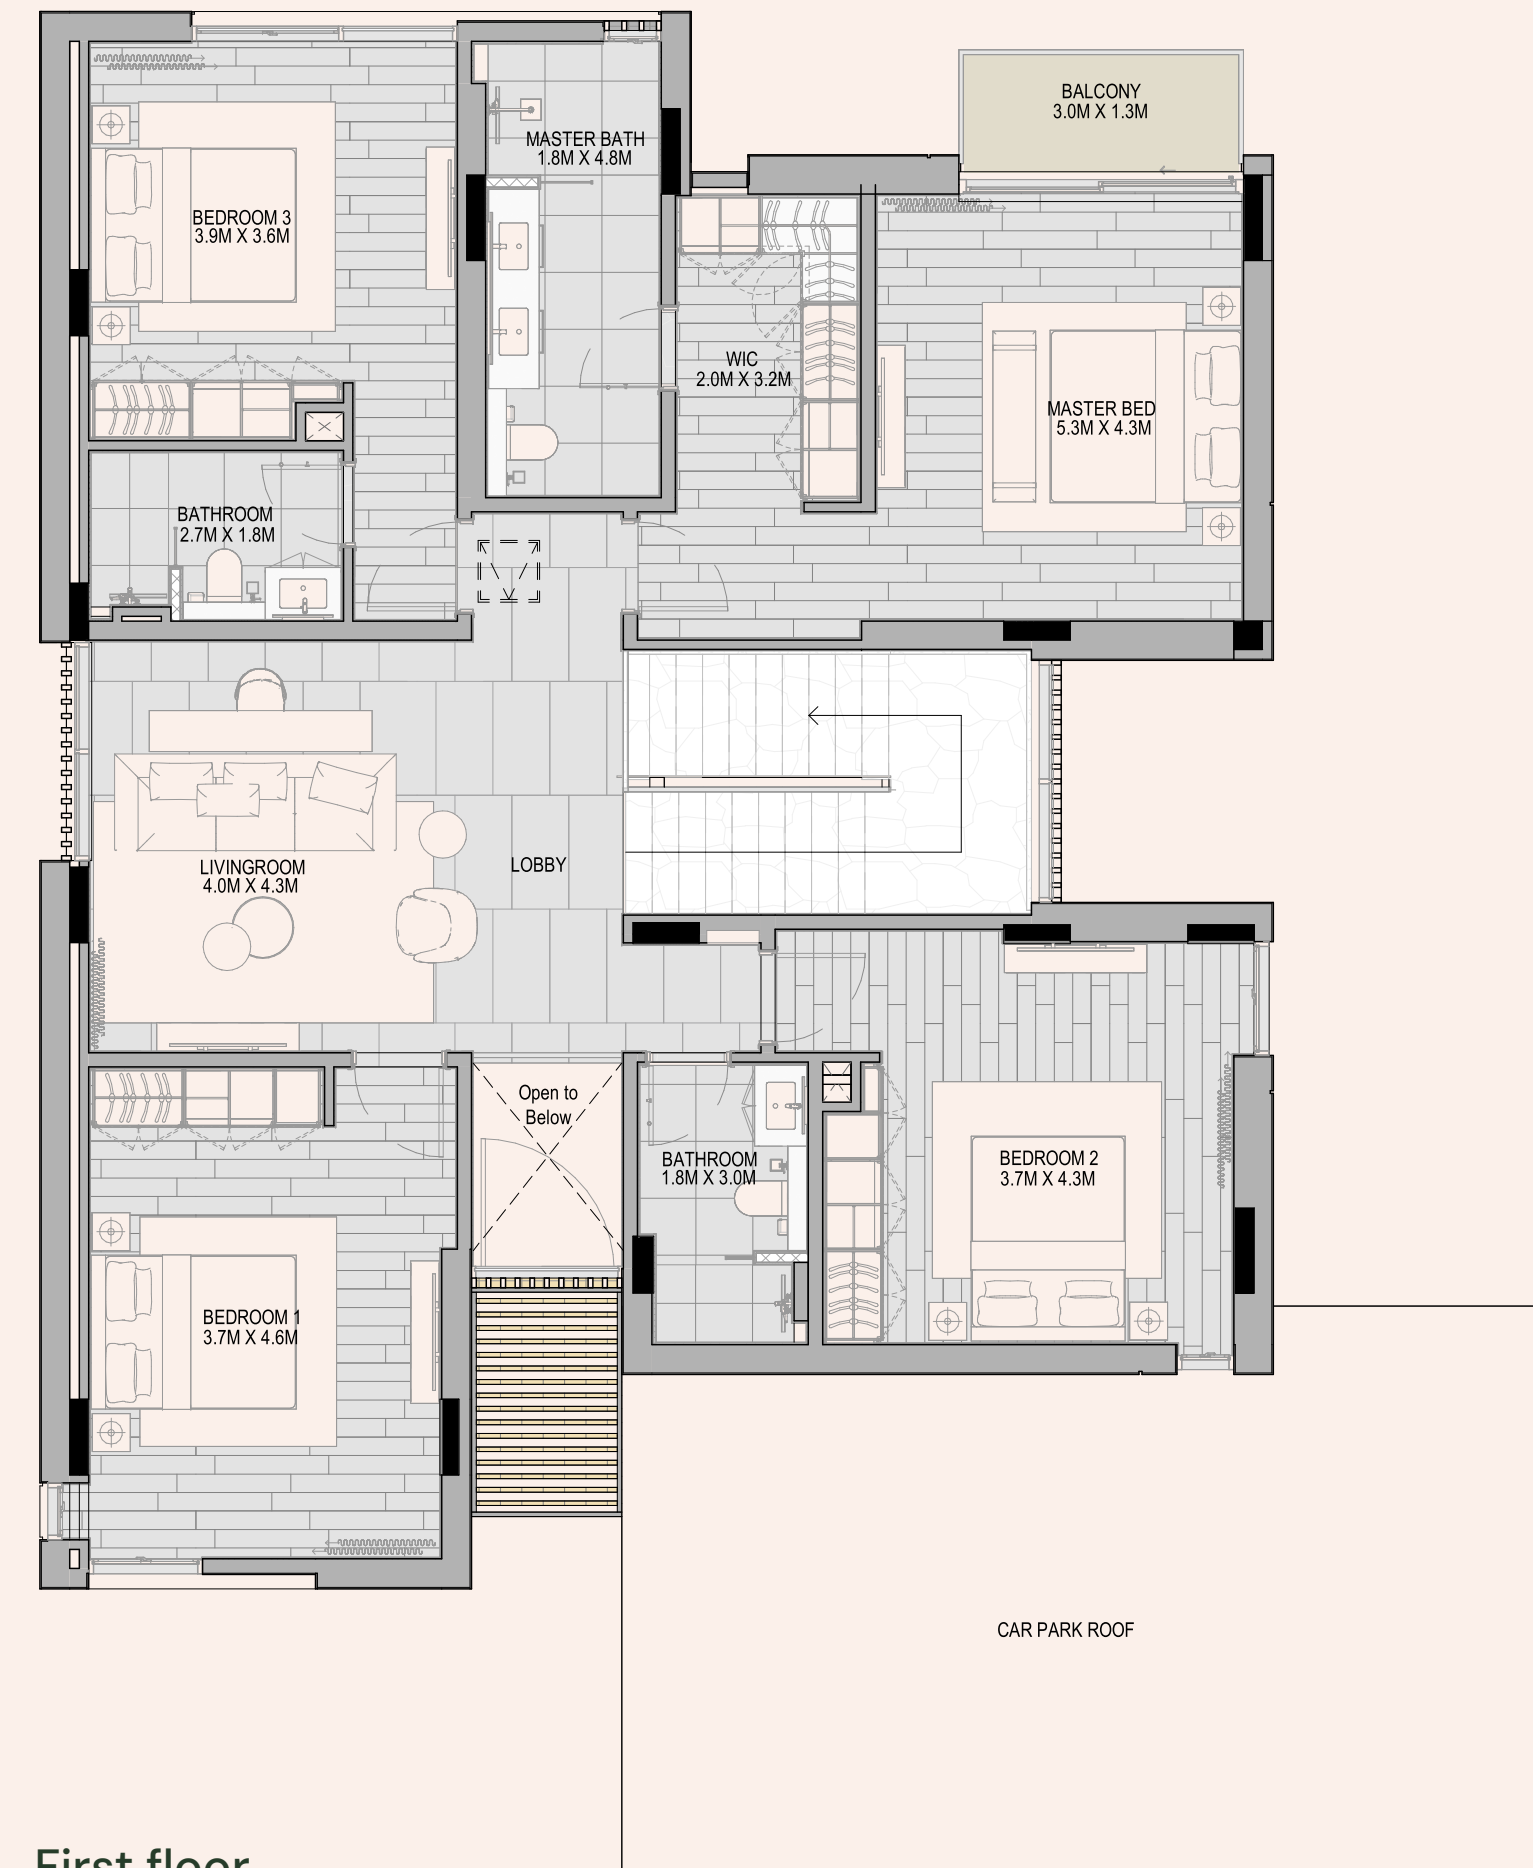 BALCONY
3.0M X 1.3M
MASTER BATH
1.8M X 4.8M
BEDROOM 3
3.9M X 3.6M
WIC
2.0M X 3.2M
MASTER BED
5.3M X 4.3M
BATHROOM
2.7M X 1.8M
LIVINGROOM
4.0M X 4.3M
LOBBY
Open to
Below
BATHROOM
1.8M X 3.0M
BEDROOM 2
3.7M X 4.3M
BEDROOM 1
3.7M X 4.6M
CAR PARK ROOF
First floor